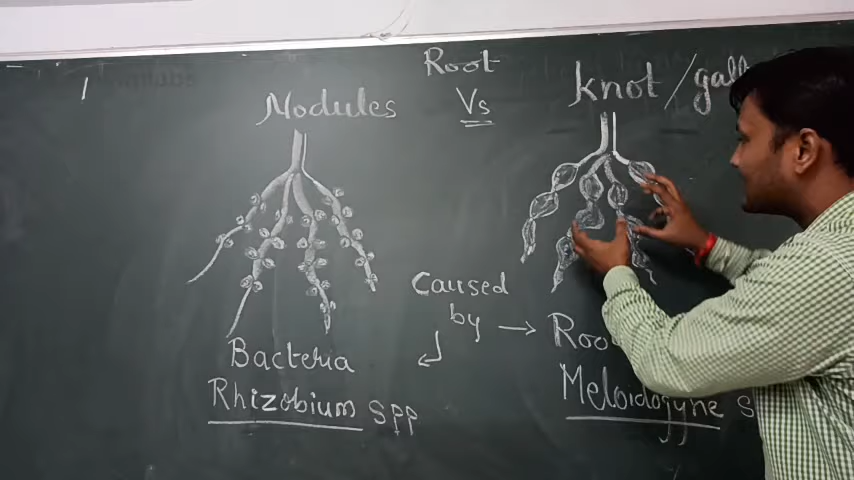 Root
Nodules Vs Knot/gall
Caused
by →
Bacteria
Rhizobium spp
Meloidogyne